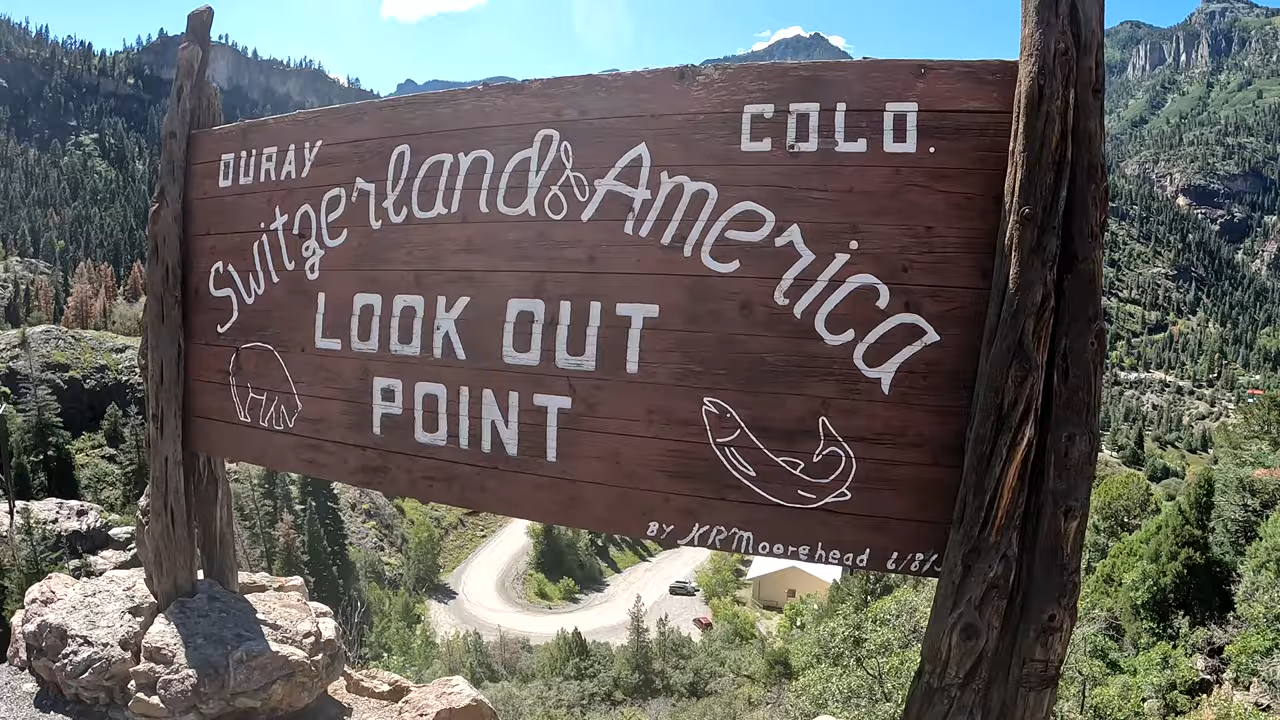 OURAY COLO.
Switzerland of America
LOOK OUT
POINT
BY KRMoorehead